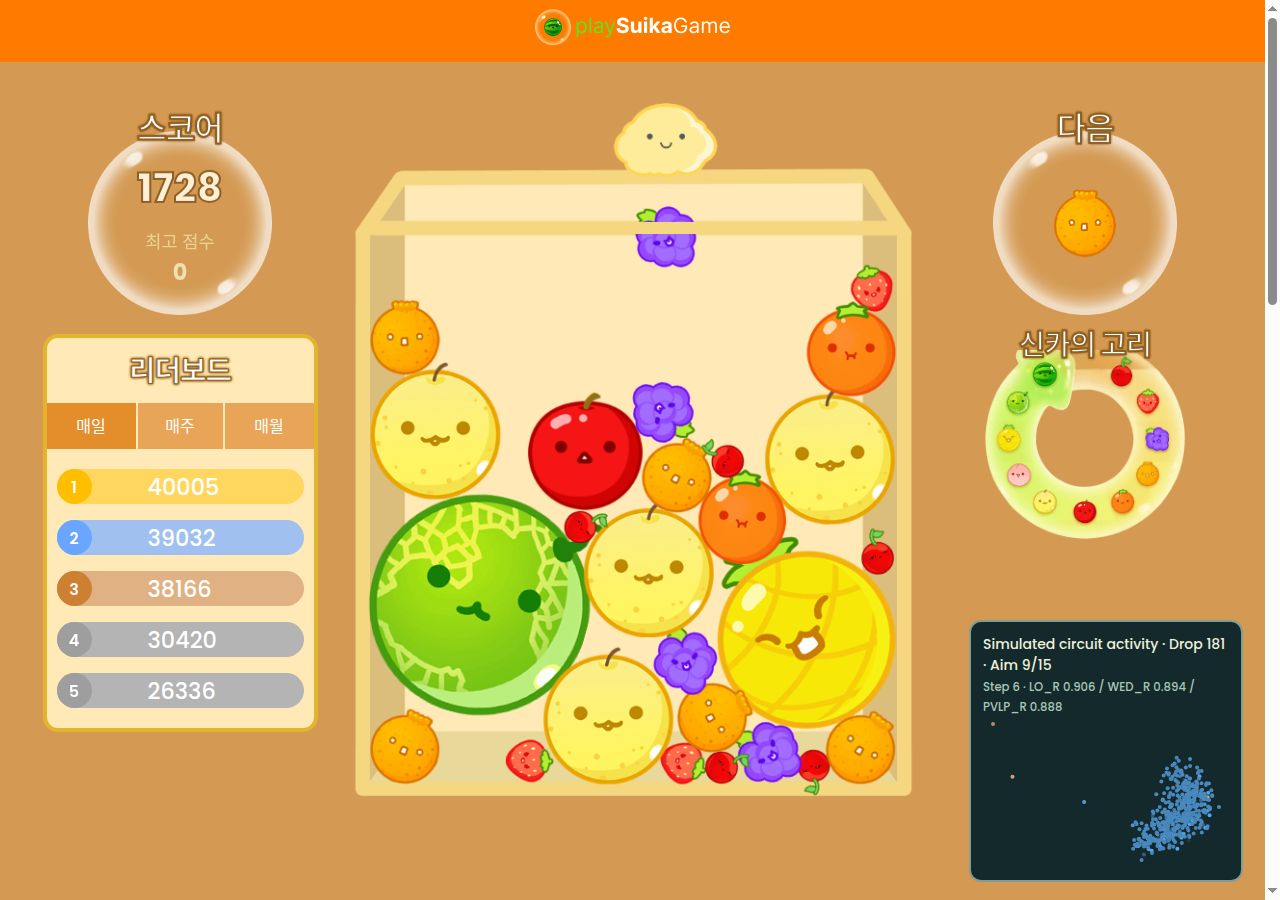 playSuikaGame
스코어
1728
최고 점수
0
리더보드
매일 매주 매월
1 40005
2 39032
3 38166
4 30420
5 26336
다음
신카의 고리
Simulated circuit activity · Drop 181
· Aim 9/15
Step 6 · LO_R 0.906 / WED_R 0.894 /
PVLP_R 0.888